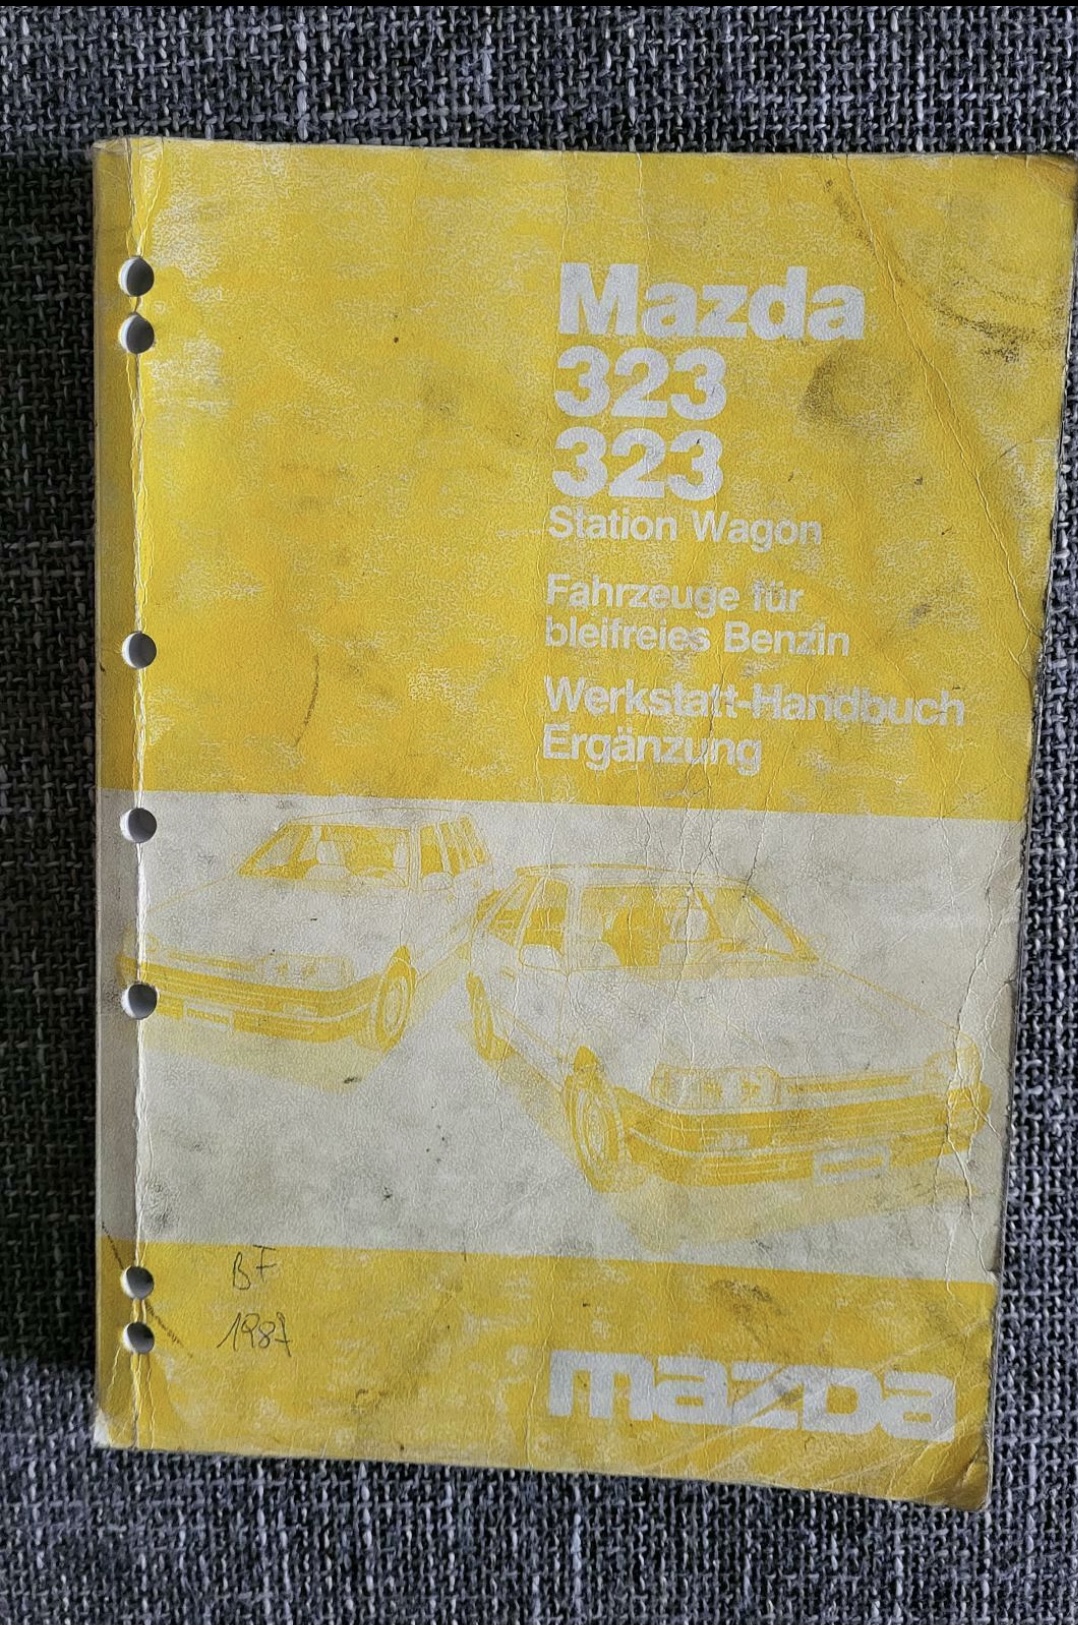 Mazda
323
323
Station Wagon
Fahrzeuge für
bleifreies Benzin
Werkstatt-Handbuch
Ergänzung
BF
1987
mazda